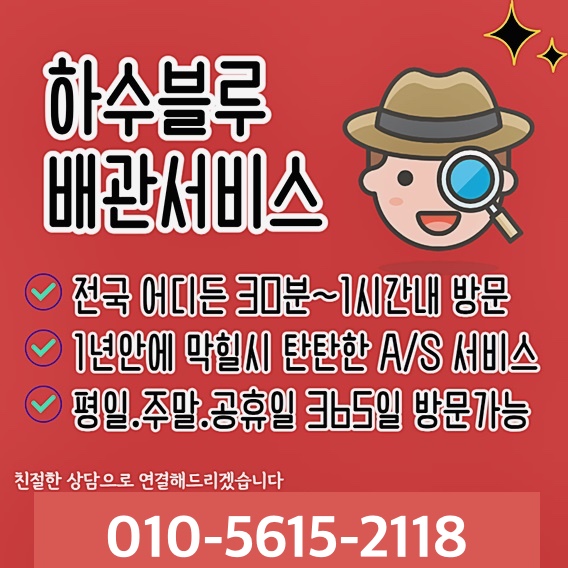 하수블루
배관서비스
전국 어디든 30분~1시간내 방문
1년안에 막힐시 탄탄한 A/S 서비스
평일.주말.공휴일 365일 방문가능
친절한 상담으로 연결해드리겠습니다
010-5615-2118